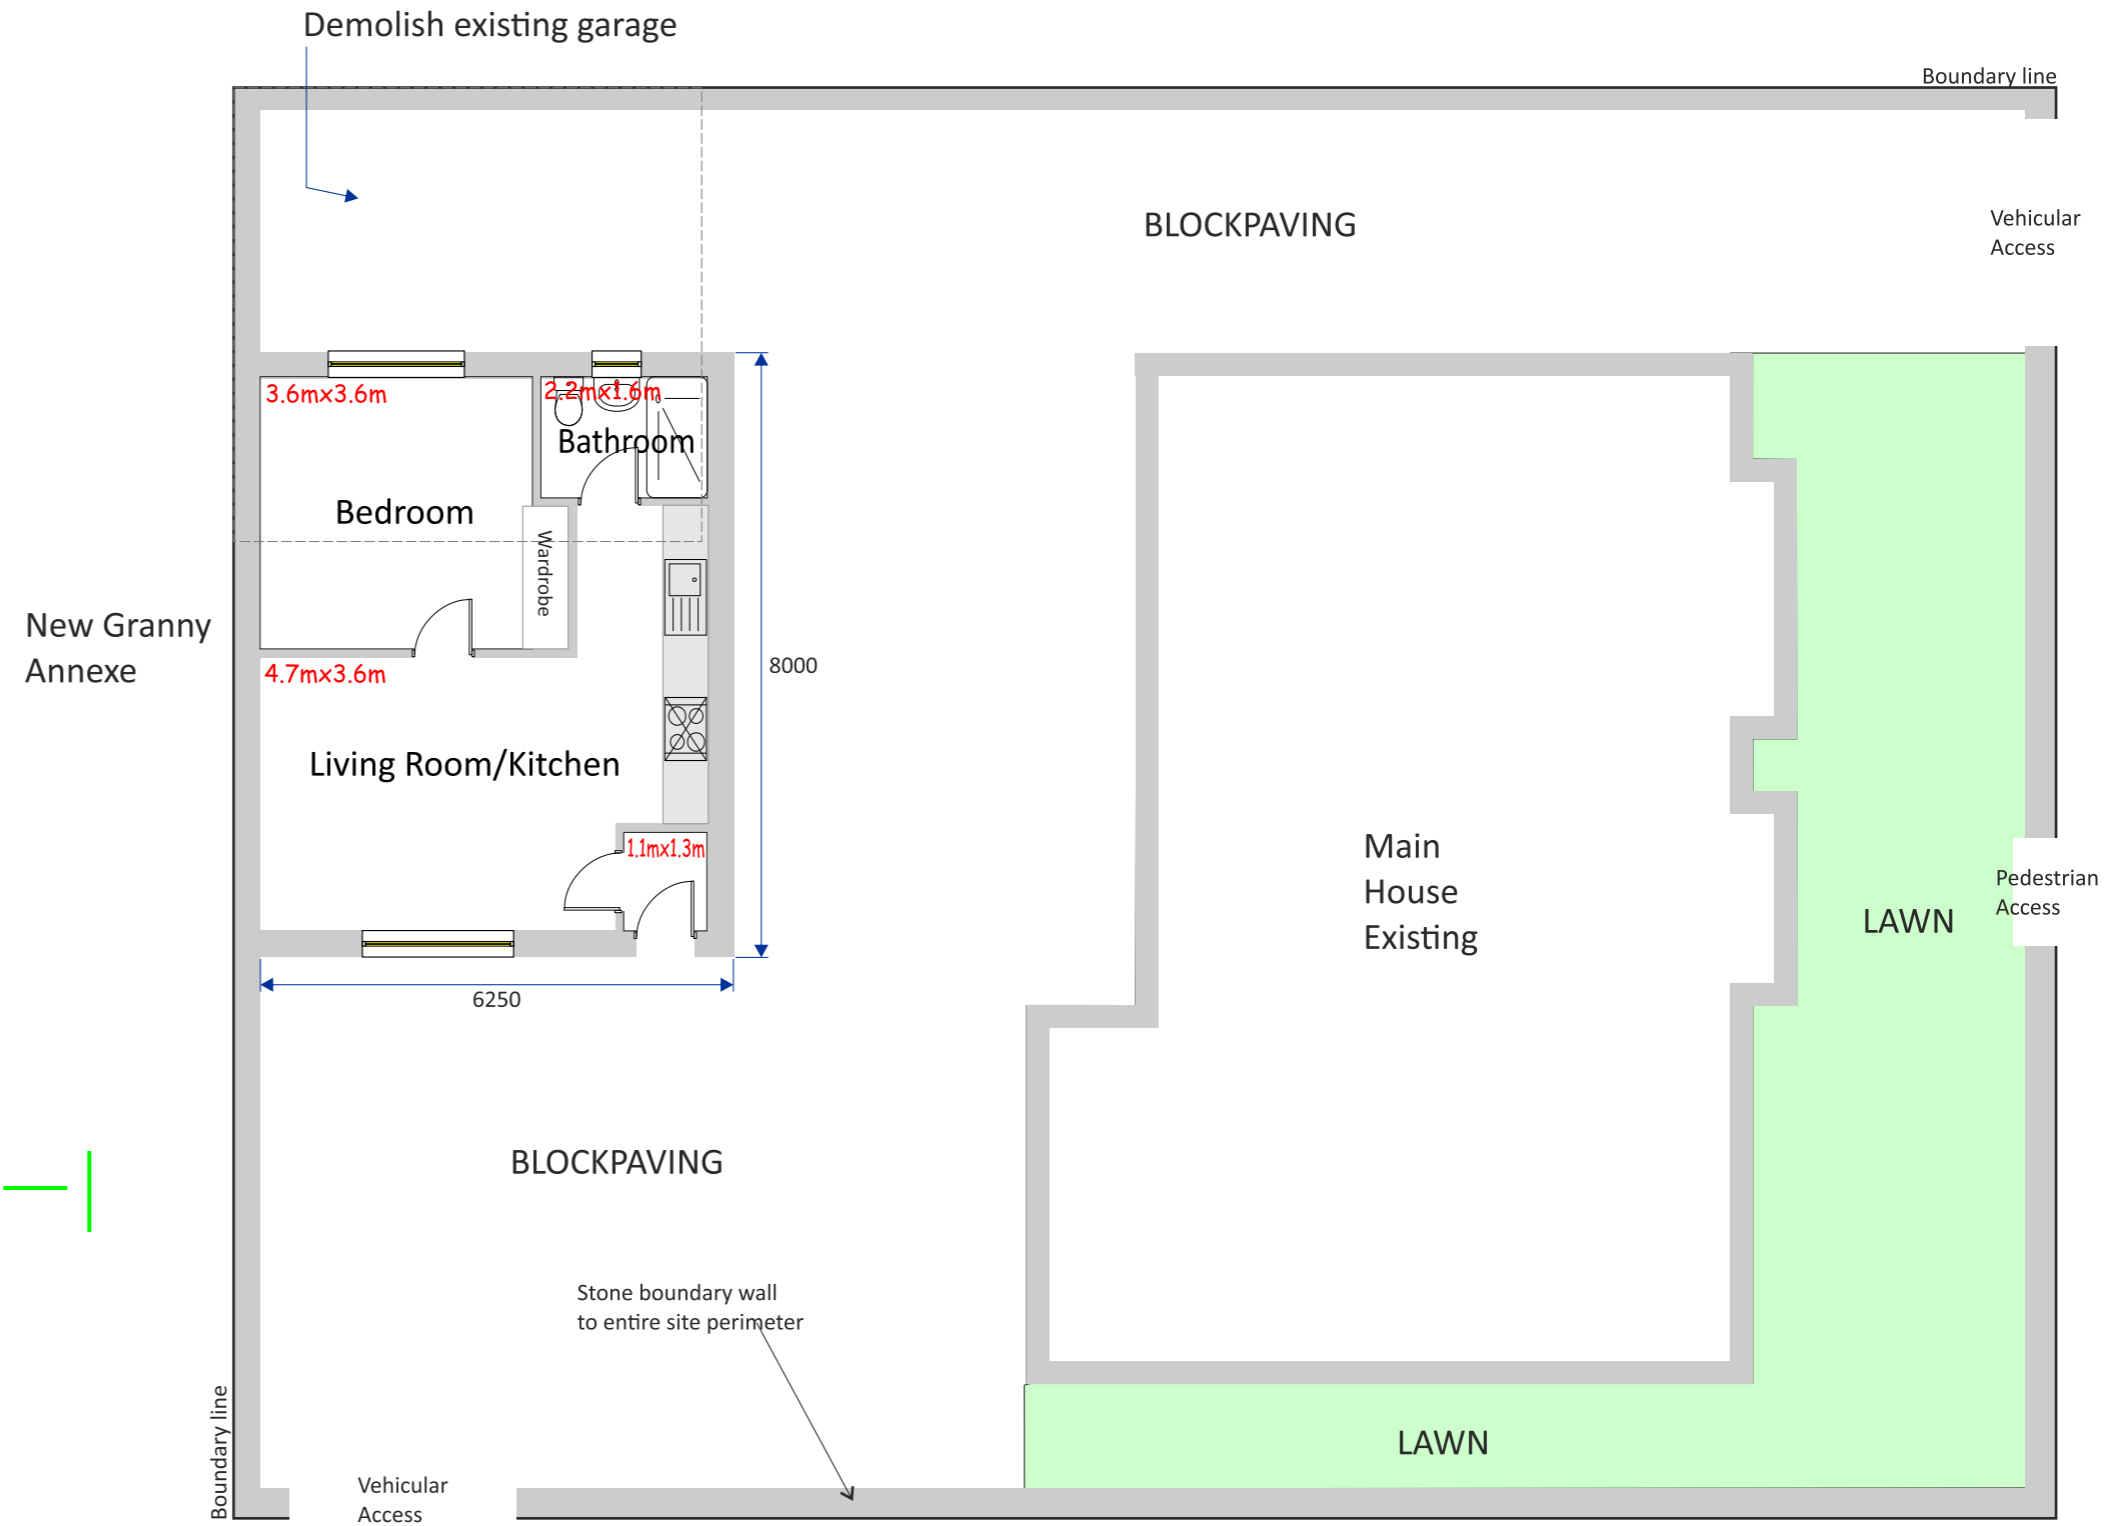 Demolish existing garage
Boundary line
BLOCKPAVING
Vehicular
Access
3.6mx3.6m
2.2mx1.6m
Bathroom
Bedroom
Wardrobe
New Granny
Annexe
4.7mx3.6m
8000
Living Room/Kitchen
1.1mx1.3m
Main
House
Existing
Pedestrian
Access
LAWN
6250
BLOCKPAVING
Stone boundary wall
to entire site perimeter
Boundary line
LAWN
Vehicular
Access